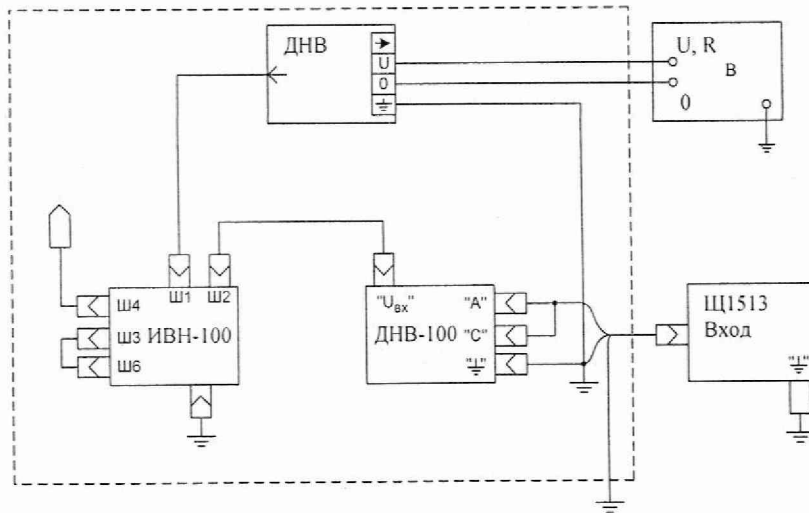 ДНВ
U
0
U, R
В
0
Ш4
Ш1
Ш2
Ш3
ИВН-100
Ш6
"Uвх"
"А"
ДНВ-100
"С"
"⏚"
Щ1513
Вход
"⏚"